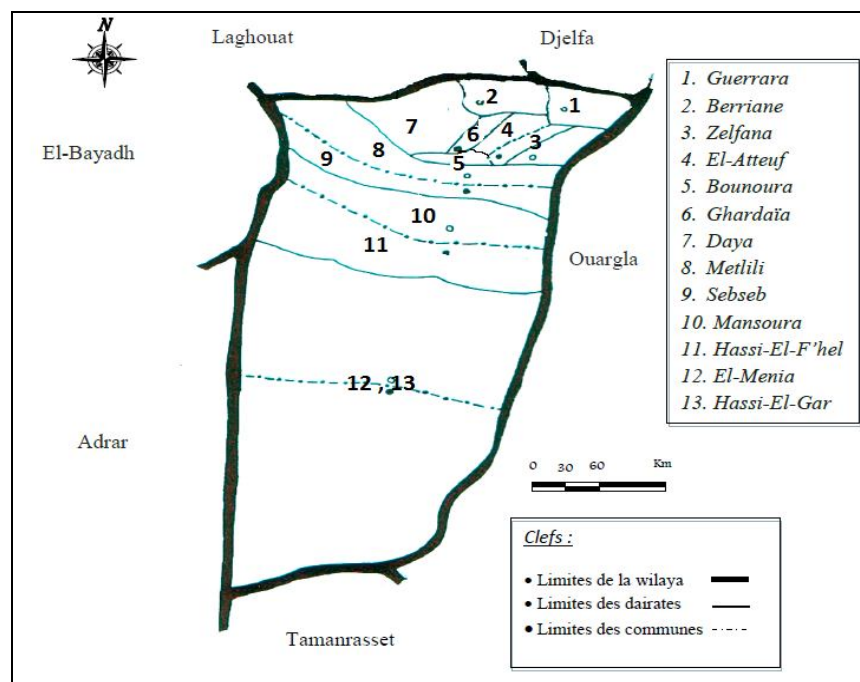 N
Laghouat
Djelfa
El-Bayadh
Ouargla
Adrar
Tamanrasset
1
2
3
4
5
6
7
8
9
10
11
12 , 13
1. Guerrara
2. Berriane
3. Zelfana
4. El-Atteuf
5. Bounoura
6. Ghardaïa
7. Daya
8. Metlili
9. Sebseb
10. Mansoura
11. Hassi-El-F’hel
12. El-Menia
13. Hassi-El-Gar
0 30 60 Km
Clefs :
• Limites de la wilaya
• Limites des dairates
• Limites des communes